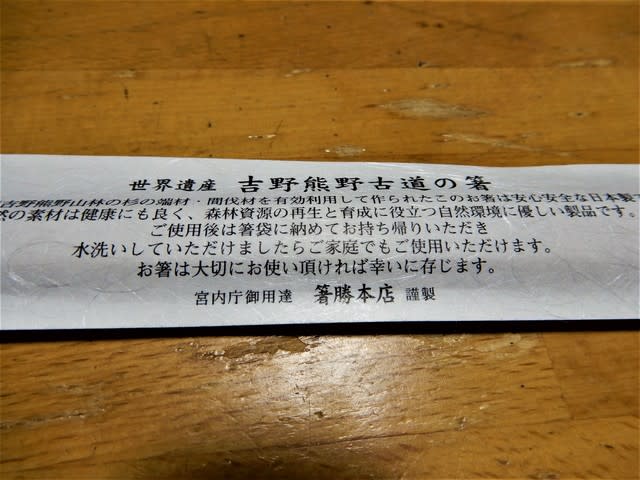 世界遺産 吉野熊野古道の箸
吉野熊野山林の杉の端材・間伐材を有効利用して作られたこのお箸は安心安全な日本製で
の素材は健康にも良く、森林資源の再生と育成に役立つ自然環境に優しい製品です。
ご使用後は箸袋に納めてお持ち帰りいただき
水洗いしていただけましたらご家庭でもご使用いただけます。
お箸は大切にお使い頂ければ幸いに存じます。
宮内庁御用達 箸勝本店 謹製